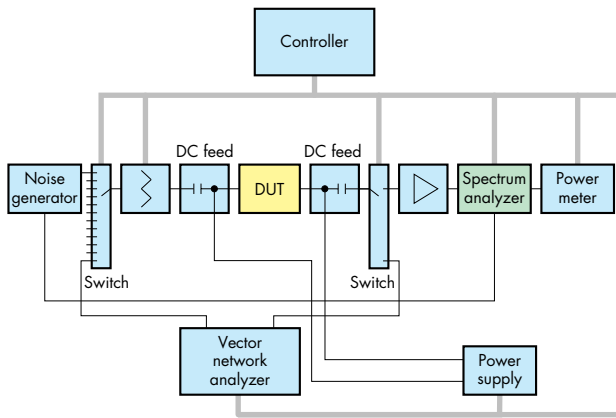 Controller
DC feed
DC feed
Noise
generator
DUT
Spectrum
analyzer
Power
meter
Switch
Switch
Vector
network
analyzer
Power
supply